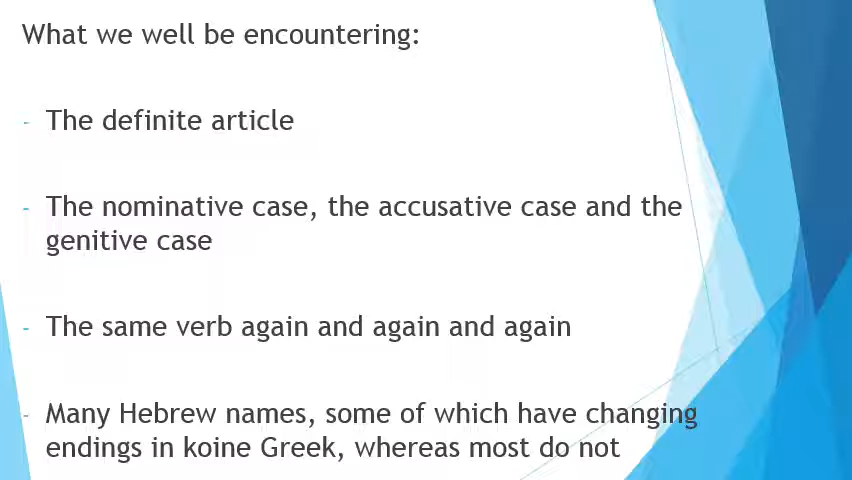 What we well be encountering:
- The definite article
- The nominative case, the accusative case and the
genitive case
- The same verb again and again and again
- Many Hebrew names, some of which have changing
endings in koine Greek, whereas most do not